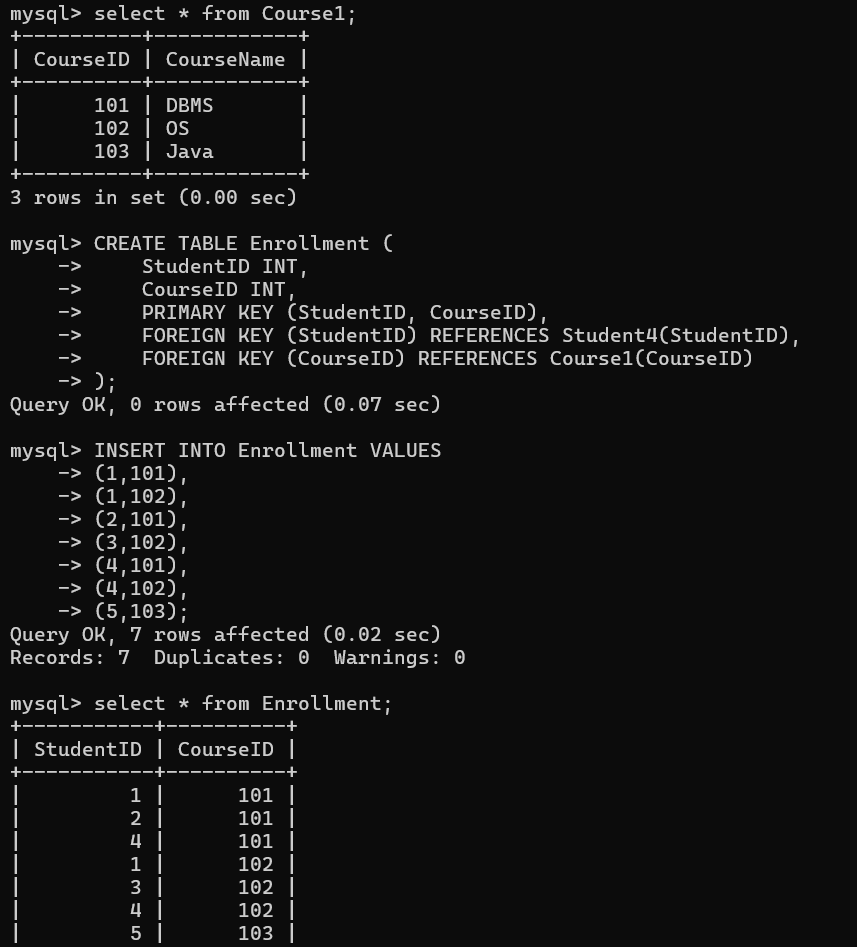 mysql> select * from Course1;
+----------+------------+
| CourseID | CourseName |
+----------+------------+
|      101 | DBMS       |
|      102 | OS         |
|      103 | Java       |
+----------+------------+
3 rows in set (0.00 sec)

mysql> CREATE TABLE Enrollment (
    ->     StudentID INT,
    ->     CourseID INT,
    ->     PRIMARY KEY (StudentID, CourseID),
    ->     FOREIGN KEY (StudentID) REFERENCES Student4(StudentID),
    ->     FOREIGN KEY (CourseID) REFERENCES Course1(CourseID)
    -> );
Query OK, 0 rows affected (0.07 sec)

mysql> INSERT INTO Enrollment VALUES
    -> (1,101),
    -> (1,102),
    -> (2,101),
    -> (3,102),
    -> (4,101),
    -> (4,102),
    -> (5,103);
Query OK, 7 rows affected (0.02 sec)
Records: 7  Duplicates: 0  Warnings: 0

mysql> select * from Enrollment;
+-----------+----------+
| StudentID | CourseID |
+-----------+----------+
|         1 |      101 |
|         2 |      101 |
|         4 |      101 |
|         1 |      102 |
|         3 |      102 |
|         4 |      102 |
|         5 |      103 |